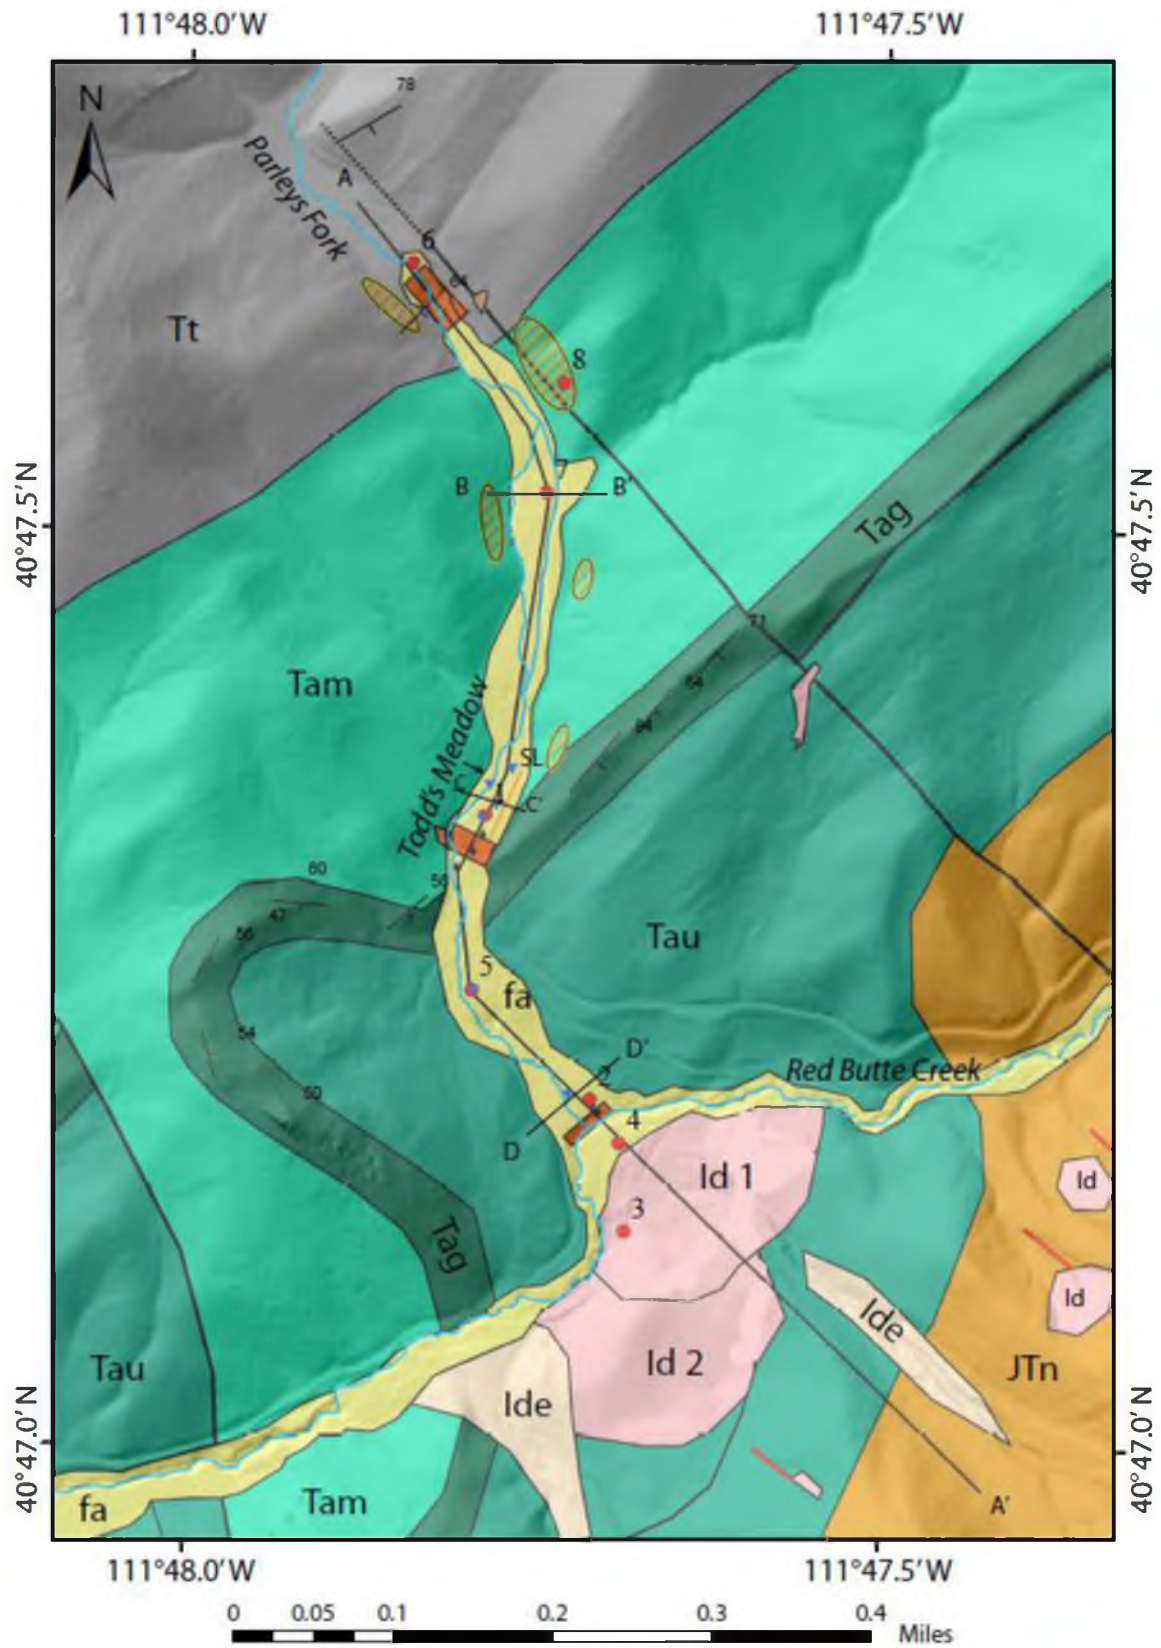 111°48.0'W 111°47.5'W
N
78
Parleys Fork
A
6
Tt
8
7
B B'
40°47.5'N 40°47.5'N
Tag
71
64
Tam
Todd's Meadow
SL
C'
60
47
56
56
Tau
5
fa
54
D'
Red Butte Creek
2
50
4
D
Id 1
Id
3
Tag
Id
Ide
Id 2
JTn
Tau
Ide
40°47.0'N 40°47.0'N
A'
fa
Tam
111°48.0'W 111°47.5'W
0 0.05 0.1 0.2 0.3 0.4 Miles